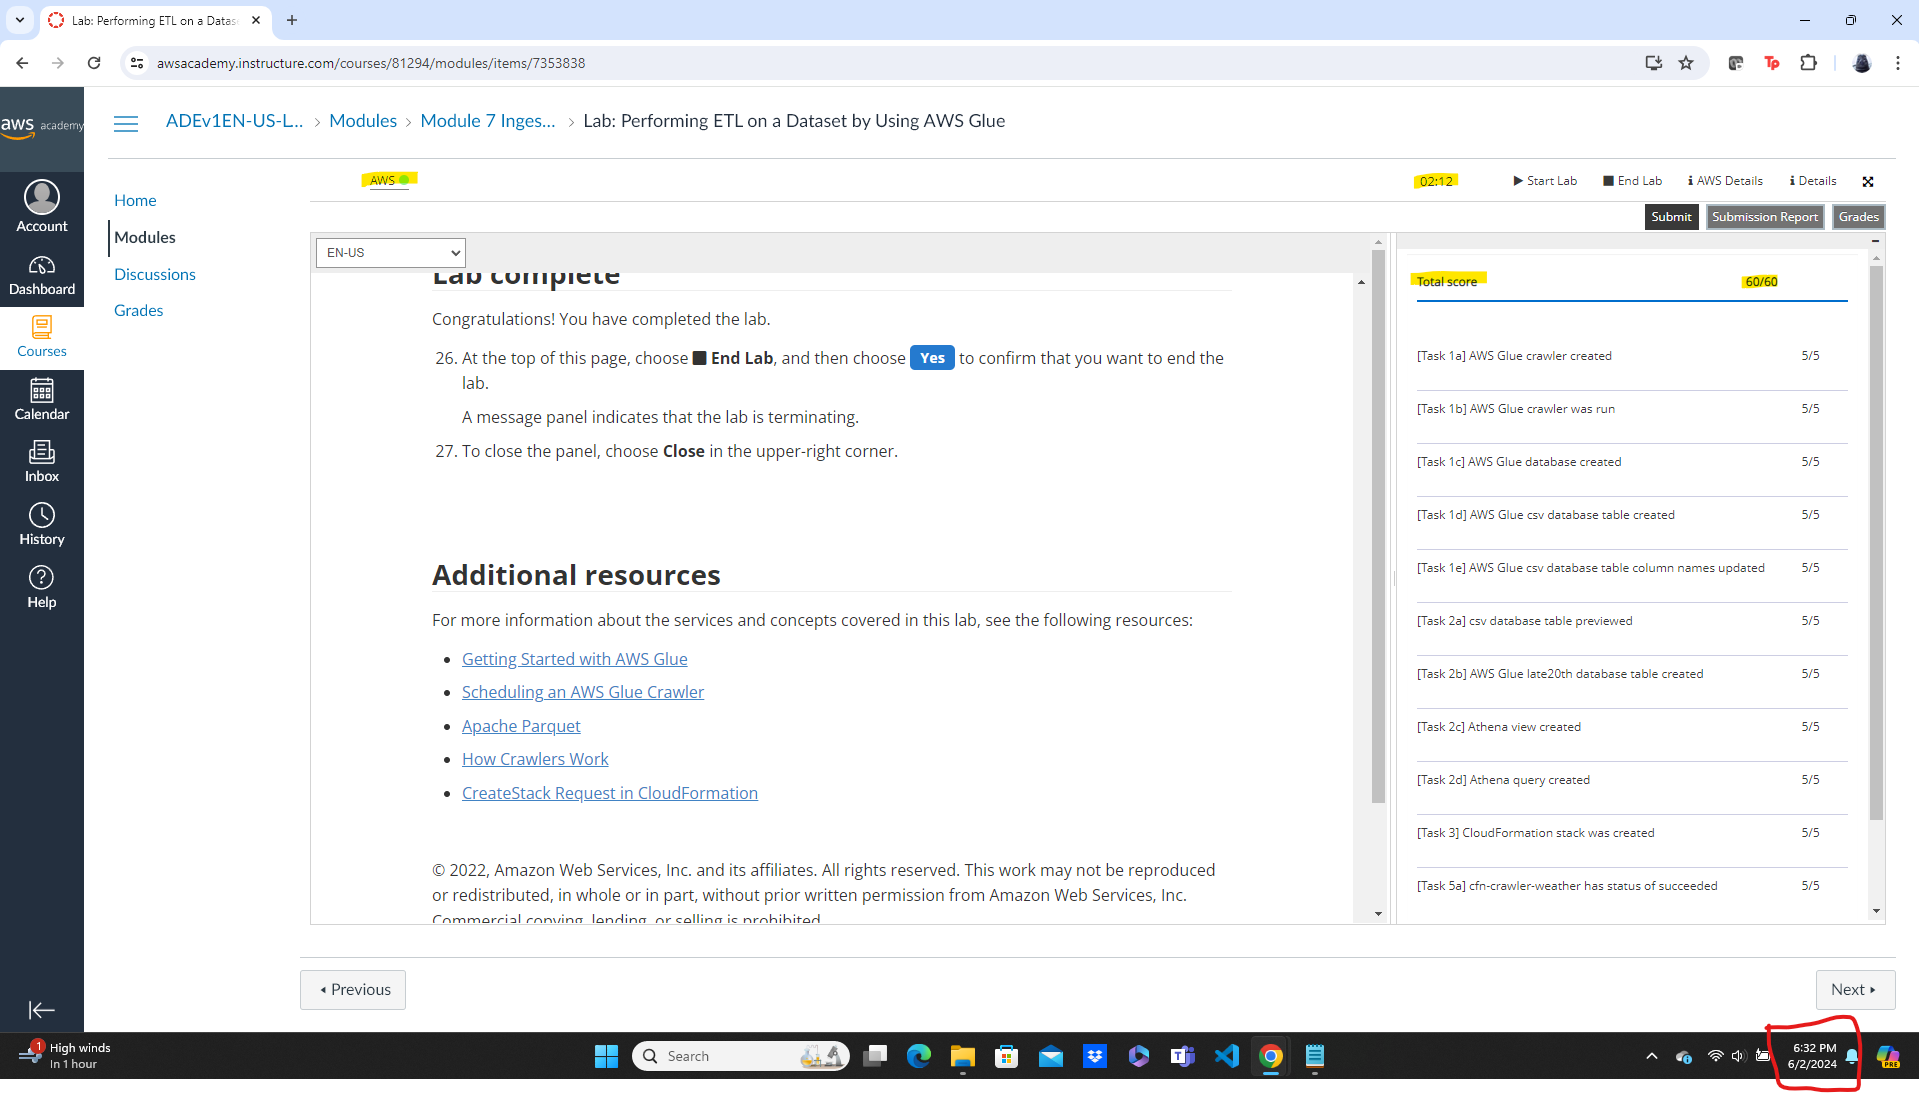 Lab: Performing ETL on a Datas
awsacademy.instructure.com/courses/81294/modules/items/7353838
Tp
aws academy
ADEv1EN-US-L... > Modules > Module 7 Inges... > Lab: Performing ETL on a Dataset by Using AWS Glue
Account
Dashboard
Courses
Calendar
Inbox
History
Help
Home
Modules
Discussions
Grades
AWS
02:12
Start Lab
End Lab
AWS Details
Details
Submit
Submission Report
Grades
EN-US
Lab complete
Congratulations! You have completed the lab.
26. At the top of this page, choose End Lab, and then choose Yes to confirm that you want to end the
lab.
A message panel indicates that the lab is terminating.
27. To close the panel, choose Close in the upper-right corner.
Additional resources
For more information about the services and concepts covered in this lab, see the following resources:
Getting Started with AWS Glue
Scheduling an AWS Glue Crawler
Apache Parquet
How Crawlers Work
CreateStack Request in CloudFormation
© 2022, Amazon Web Services, Inc. and its affiliates. All rights reserved. This work may not be reproduced
or redistributed, in whole or in part, without prior written permission from Amazon Web Services, Inc.
Commercial copying, lending, or selling is prohibited.
Total score 60/60
[Task 1a] AWS Glue crawler created 5/5
[Task 1b] AWS Glue crawler was run 5/5
[Task 1c] AWS Glue database created 5/5
[Task 1d] AWS Glue csv database table created 5/5
[Task 1e] AWS Glue csv database table column names updated 5/5
[Task 2a] csv database table previewed 5/5
[Task 2b] AWS Glue late20th database table created 5/5
[Task 2c] Athena view created 5/5
[Task 2d] Athena query created 5/5
[Task 3] CloudFormation stack was created 5/5
[Task 5a] cfn-crawler-weather has status of succeeded 5/5
Previous
Next
1
High winds
In 1 hour
Search
6:32 PM
6/2/2024
PRE